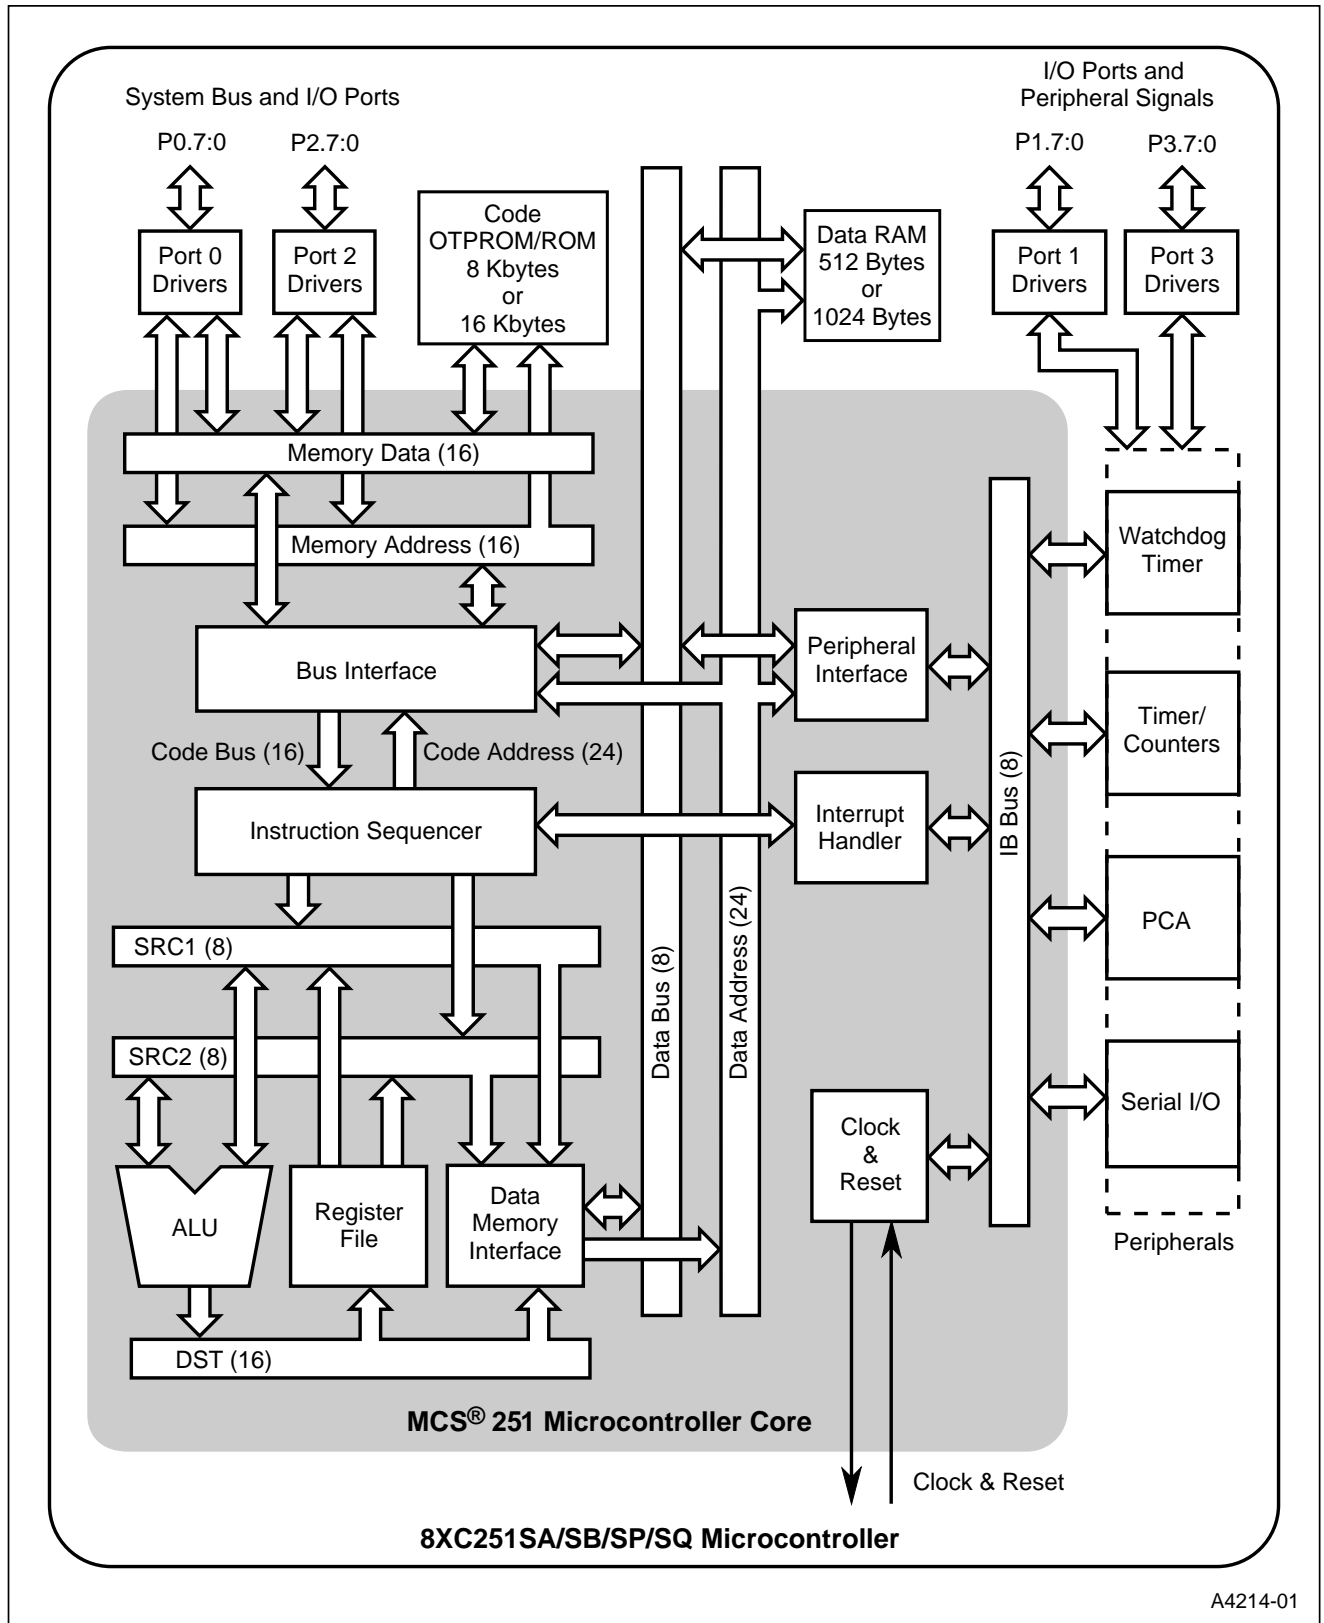 System Bus and I/O Ports
I/O Ports and
Peripheral Signals
P0.7:0
P2.7:0
P1.7:0
P3.7:0
Port 0
Drivers
Port 2
Drivers
Code
OTPROM/ROM
8 Kbytes
or
16 Kbytes
Data RAM
512 Bytes
or
1024 Bytes
Port 1
Drivers
Port 3
Drivers
Memory Data (16)
Memory Address (16)
Bus Interface
Code Bus (16)
Code Address (24)
Instruction Sequencer
SRC1 (8)
SRC2 (8)
ALU
Register
File
Data
Memory
Interface
DST (16)
Data Bus (8)
Data Address (24)
Peripheral
Interface
Interrupt
Handler
Clock
&
Reset
IB Bus (8)
Watchdog
Timer
Timer/
Counters
PCA
Serial I/O
Peripherals
MCS® 251 Microcontroller Core
Clock & Reset
8XC251SA/SB/SP/SQ Microcontroller
A4214-01